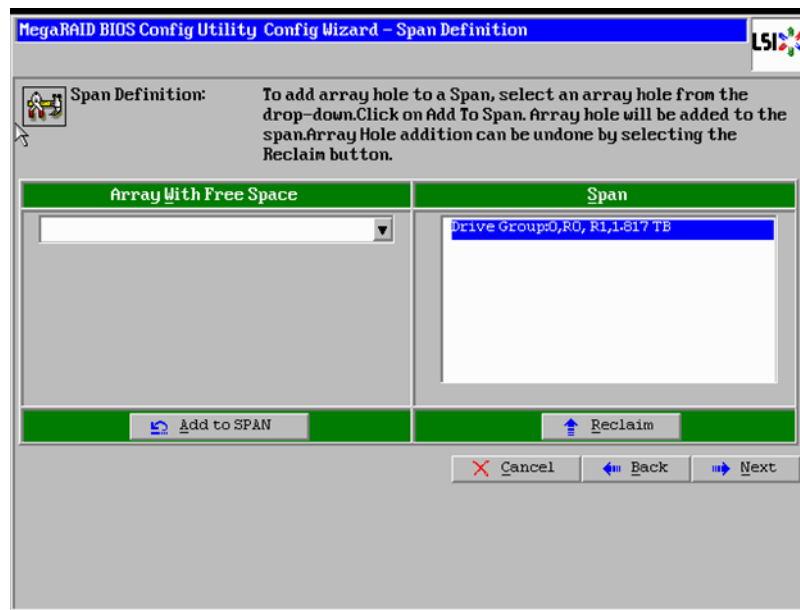 MegaRAID BIOS Config Utility Config Wizard - Span Definition
LSI
Span Definition:
To add array hole to a Span, select an array hole from the
drop-down.Click on Add To Span. Array hole will be added to the
span.Array Hole addition can be undone by selecting the
Reclaim button.
Array With Free Space
Span
Drive Group:0,R0, R1,1.817 TB
Add to SPAN
Reclaim
Cancel
Back
Next